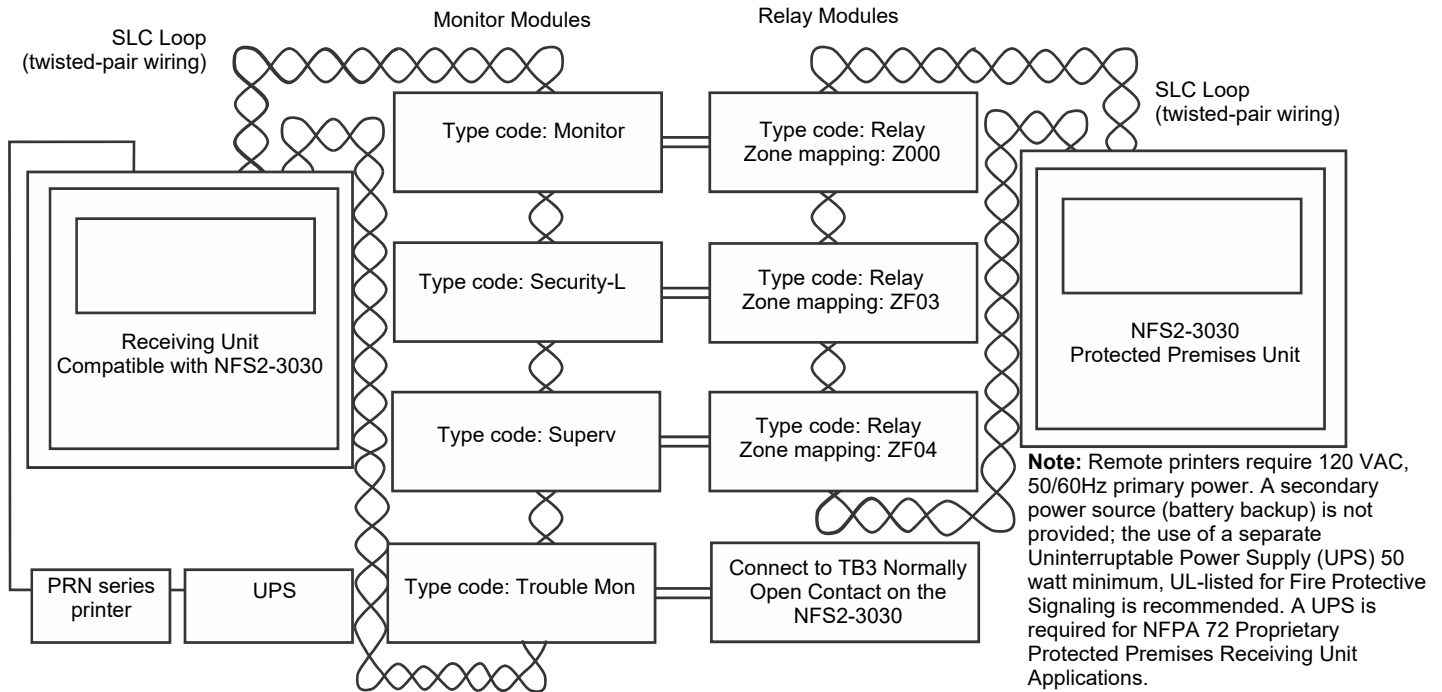 Monitor Modules
Relay Modules
SLC Loop
(twisted-pair wiring)
SLC Loop
(twisted-pair wiring)
Type code: Monitor
Type code: Relay
Zone mapping: Z000
Type code: Security-L
Type code: Relay
Zone mapping: ZF03
Receiving Unit
Compatible with NFS2-3030
NFS2-3030
Protected Premises Unit
Type code: Superv
Type code: Relay
Zone mapping: ZF04
Note: Remote printers require 120 VAC,
50/60Hz primary power. A secondary
power source (battery backup) is not
provided; the use of a separate
Uninterruptable Power Supply (UPS) 50
watt minimum, UL-listed for Fire Protective
Signaling is recommended. A UPS is
required for NFPA 72 Proprietary
Protected Premises Receiving Unit
Applications.
PRN series
printer
UPS
Type code: Trouble Mon
Connect to TB3 Normally
Open Contact on the
NFS2-3030